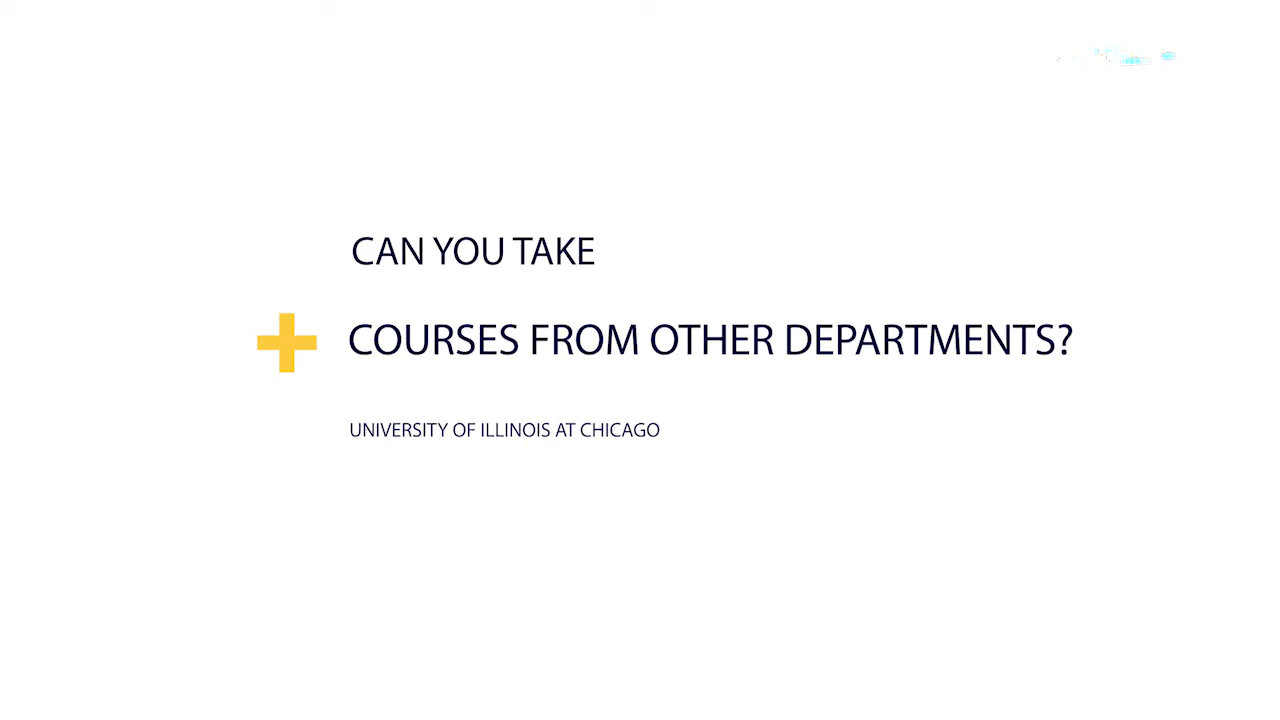 CAN YOU TAKE
COURSES FROM OTHER DEPARTMENTS?
UNIVERSITY OF ILLINOIS AT CHICAGO